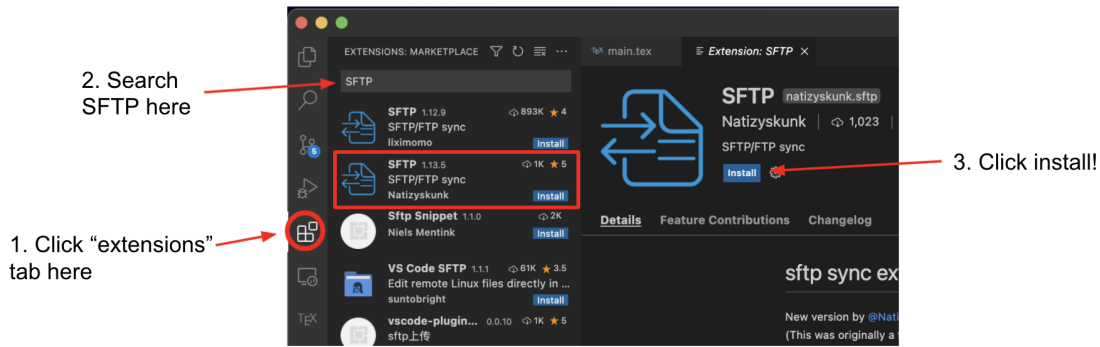 2. Search
SFTP here
1. Click “extensions”
tab here
EXTENSIONS: MARKETPLACE
SFTP
SFTP 1.12.9 893K ★ 4
SFTP/FTP sync
liximomo Install
SFTP 1.13.5 1K ★ 5
SFTP/FTP sync
Natizyskunk Install
Sftp Snippet 1.1.0 2K
Niels Mentink Install
VS Code SFTP 1.1.1 61K ★ 3.5
Edit remote Linux files directly in ...
suntobright Install
vscode-plugin... 0.0.10 1K ★ 5
sftp上传
5
TEX
TEX main.tex
Extension: SFTP ×
SFTP natizyskunk.sftp
Natizyskunk | 1,023 |
SFTP/FTP sync
Install
Details Feature Contributions Changelog
sftp sync ex
New version by @Nati
(This was originally a
3. Click install!